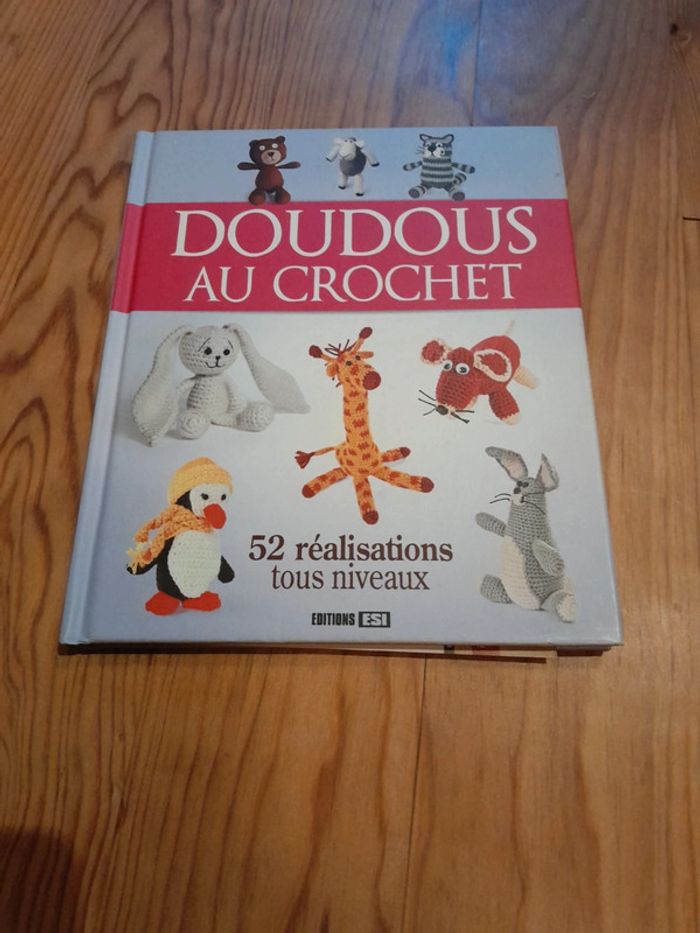 DOUDOUS
AU CROCHET
52 réalisations
tous niveaux
EDITIONS ESI